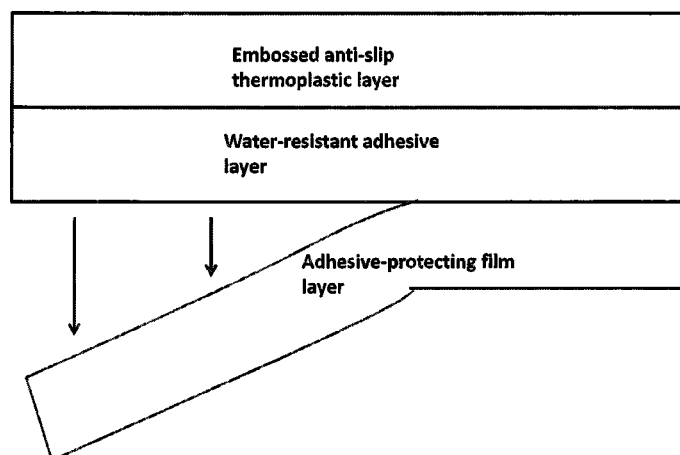 Embossed anti-slip
thermoplastic layer
Water-resistant adhesive
layer
Adhesive-protecting film
layer